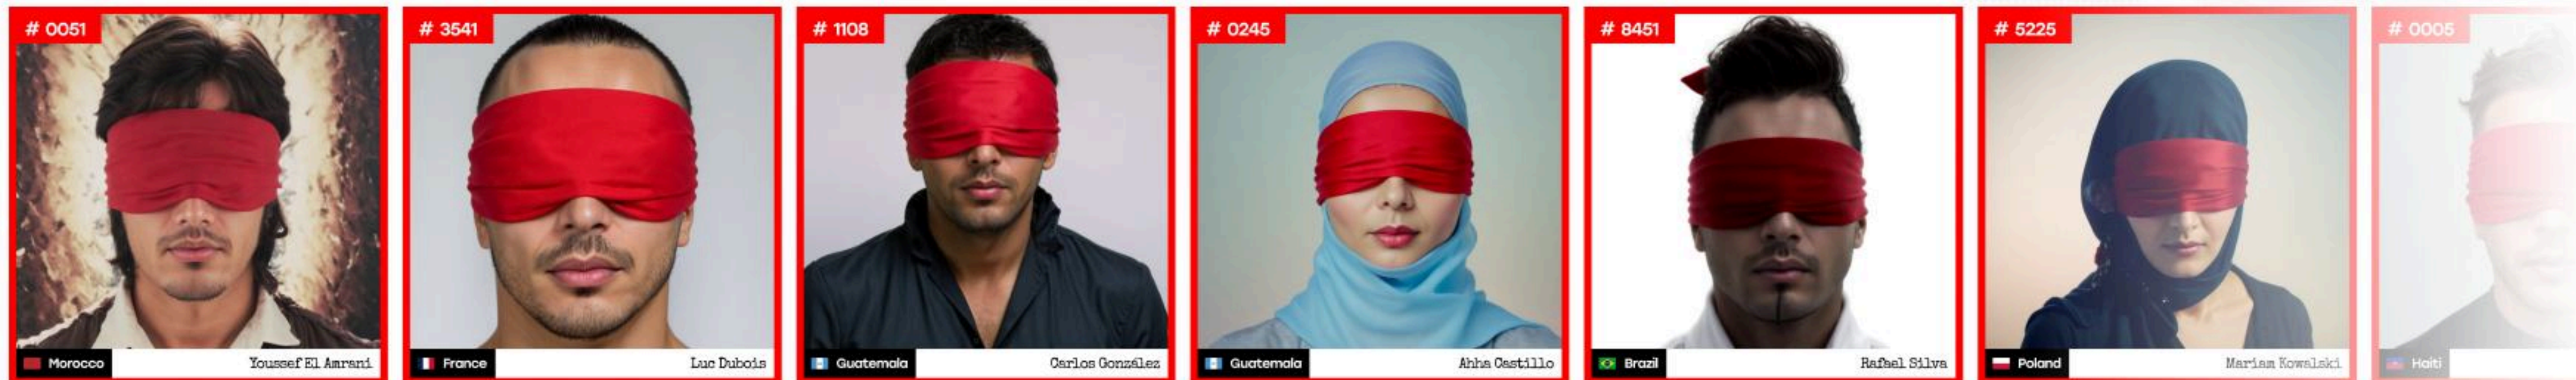 # 0051
Morocco
Youssef El Amrani
# 3541
France
Luc Dubois
# 1108
Guatemala
Carlos González
# 0245
Guatemala
Ahha Castillo
# 8451
Brazil
Rafael Silva
# 5225
Poland
Mariam Kowalski
# 0005
Haiti